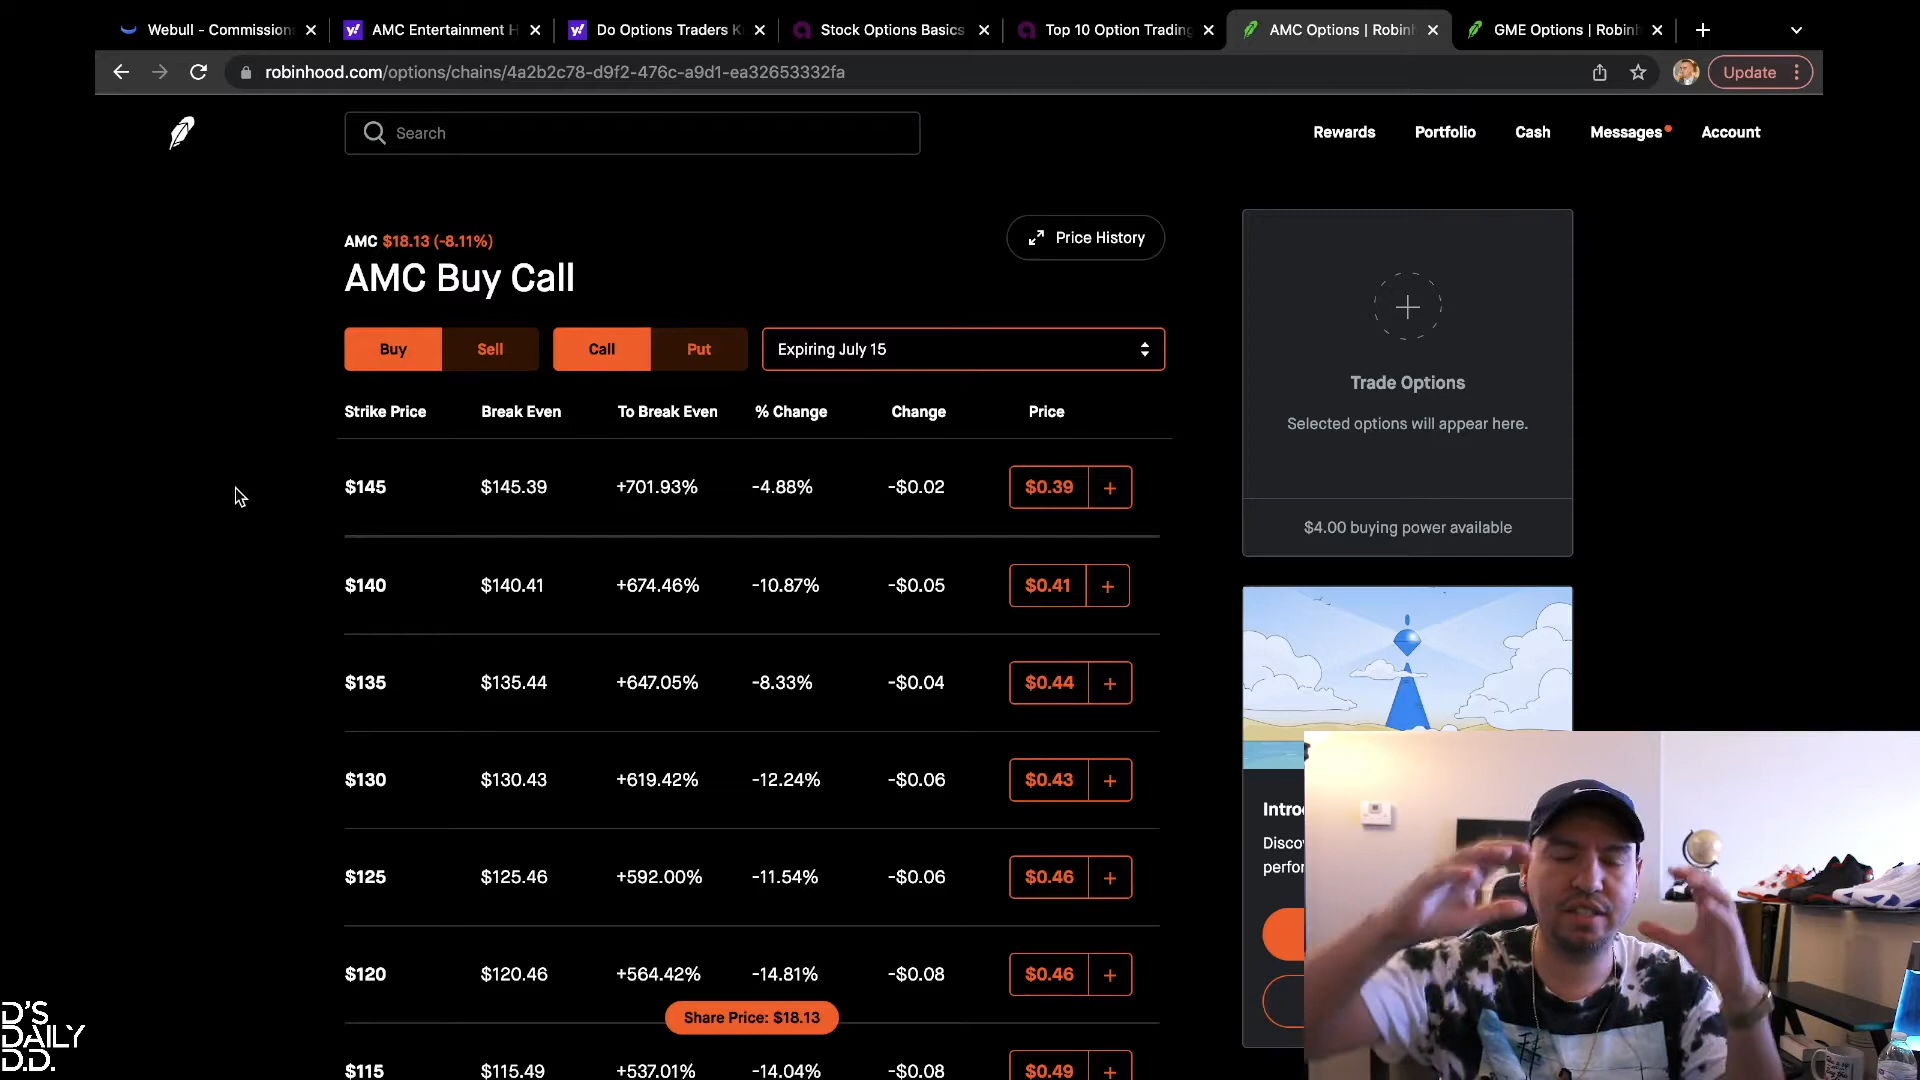 Webull - Commission
AMC Entertainment H
Do Options Traders K
Stock Options Basics
Top 10 Option Trading
AMC Options | Robinh
GME Options | Robinh
robinhood.com/options/chains/4a2b2c78-d9f2-476c-a9d1-ea32653332fa
Update
Search
Rewards
Portfolio
Cash
Messages
Account
AMC $18.13 (-8.11%)
AMC Buy Call
Price History
Buy
Sell
Call
Put
Expiring July 15
Strike Price Break Even To Break Even % Change Change Price
$145 $145.39 +701.93% -4.88% -$0.02 $0.39 +
$140 $140.41 +674.46% -10.87% -$0.05 $0.41 +
$135 $135.44 +647.05% -8.33% -$0.04 $0.44 +
$130 $130.43 +619.42% -12.24% -$0.06 $0.43 +
$125 $125.46 +592.00% -11.54% -$0.06 $0.46 +
$120 $120.46 +564.42% -14.81% -$0.08 $0.46 +
Share Price: $18.13
$115 $115.49 +537.01% -14.04% -$0.08 $0.49 +
Trade Options
Selected options will appear here.
$4.00 buying power available
Intro
Disco
perfor
D'S
DAILY
D.D.